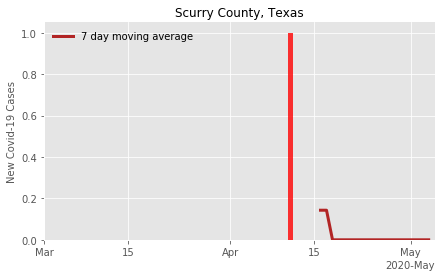 Scurry County, Texas
7 day moving average
New Covid-19 Cases
1.0
0.8
0.6
0.4
0.2
0.0
Mar 15 Apr 15 May
2020-May